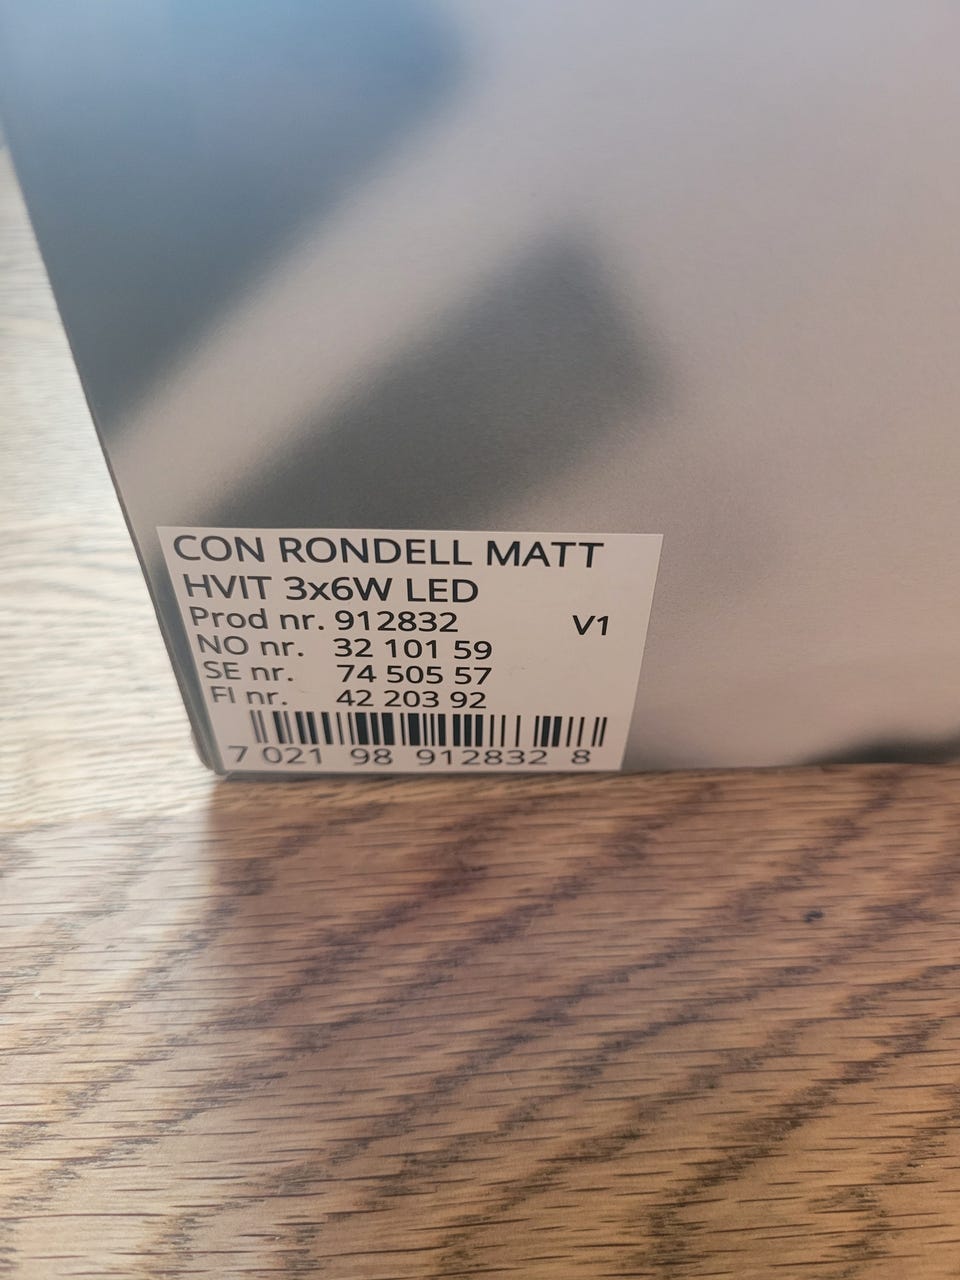 CON RONDELL MATT
HVIT 3x6W LED
Prod nr. 912832 V1
NO nr. 32 101 59
SE nr. 74 505 57
FI nr. 42 203 92
7 021 98 912832 8